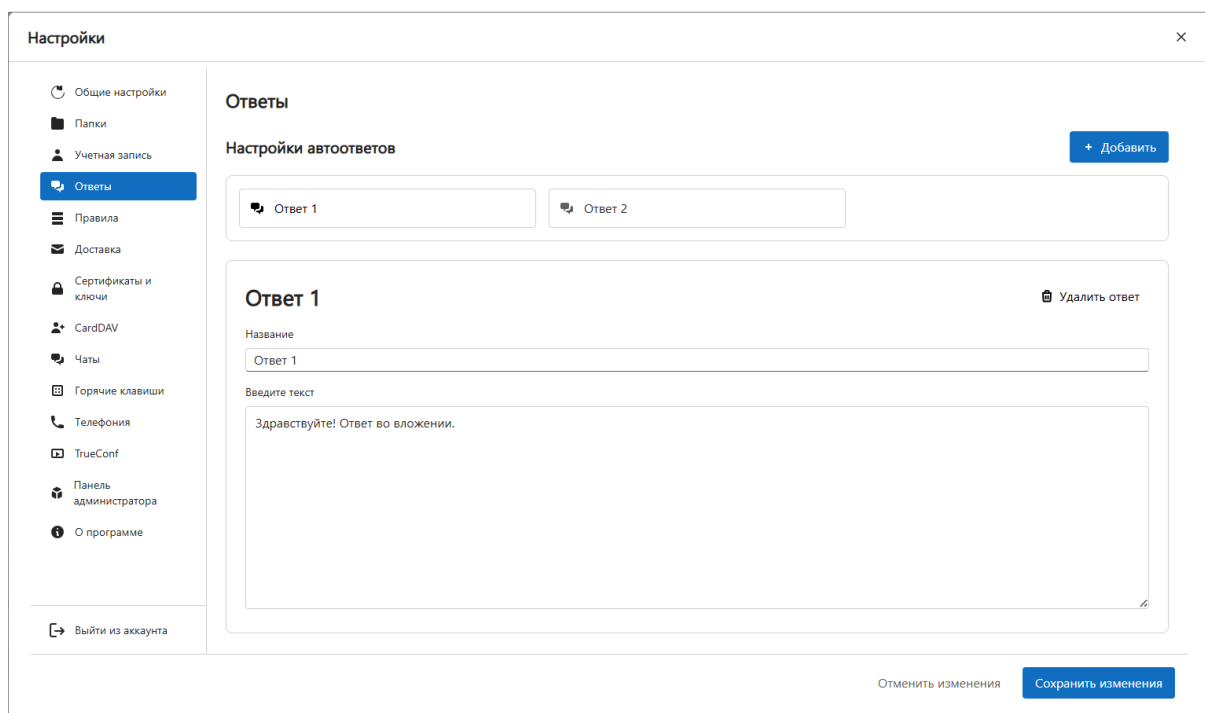 Настройки
Общие настройки
Папки
Учетная запись
Ответы
Правила
Доставка
Сертификаты и
ключи
CardDAV
Чаты
Горячие клавиши
Телефония
TrueConf
Панель
администратора
О программе
Выйти из аккаунта
Ответы
Настройки автоответов
+ Добавить
Ответ 1
Ответ 2
Ответ 1
Удалить ответ
Название
Ответ 1
Введите текст
Здравствуйте! Ответ во вложении.
Отменить изменения
Сохранить изменения